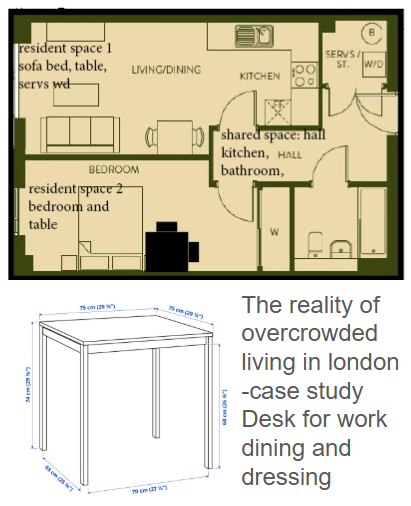 resident space 1
sofa bed, table,
servs wd
LIVING/DINING
KITCHEN
SERVS /
ST.
B
W/D
F/F
shared space: hall
kitchen,
bathroom,
HALL
BEDROOM
resident space 2
bedroom and
table
W
75 cm (29 ½")
75 cm (29 ½")
74 cm (29 ⅛")
68 cm (26 ¾")
65 cm (25 ⅝")
70 cm (27 ½")
The reality of
overcrowded
living in london
-case study
Desk for work
dining and
dressing